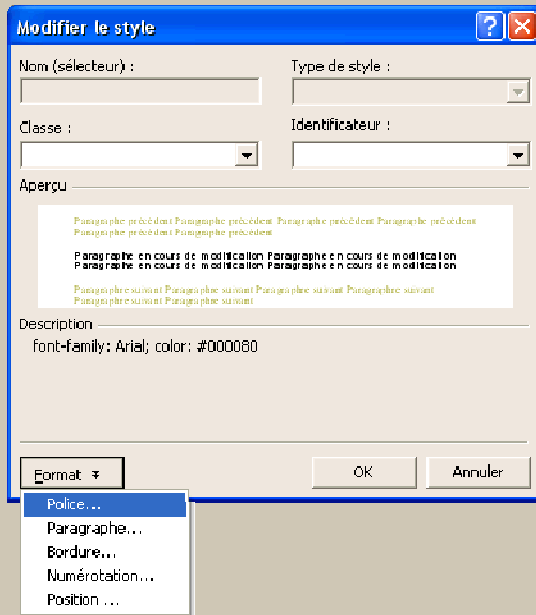 Modifier le style
Nom (sélecteur) :
Type de style :
Classe :
Identificateur :
Aperçu
Paragraphe précédent Paragraphe précédent Paragraphe précédent Paragraphe précédent
Paragraphe précédent Paragraphe précédent
Paragraphe en cours de modification Paragraphe en cours de modification
Paragraphe en cours de modification Paragraphe en cours de modification
Paragraphe suivant Paragraphe suivant Paragraphe suivant Paragraphe suivant
Paragraphe suivant Paragraphe suivant
Description
font-family: Arial; color: #000080
Format
OK
Annuler
Police...
Paragraphe...
Bordure...
Numérotation...
Position ...